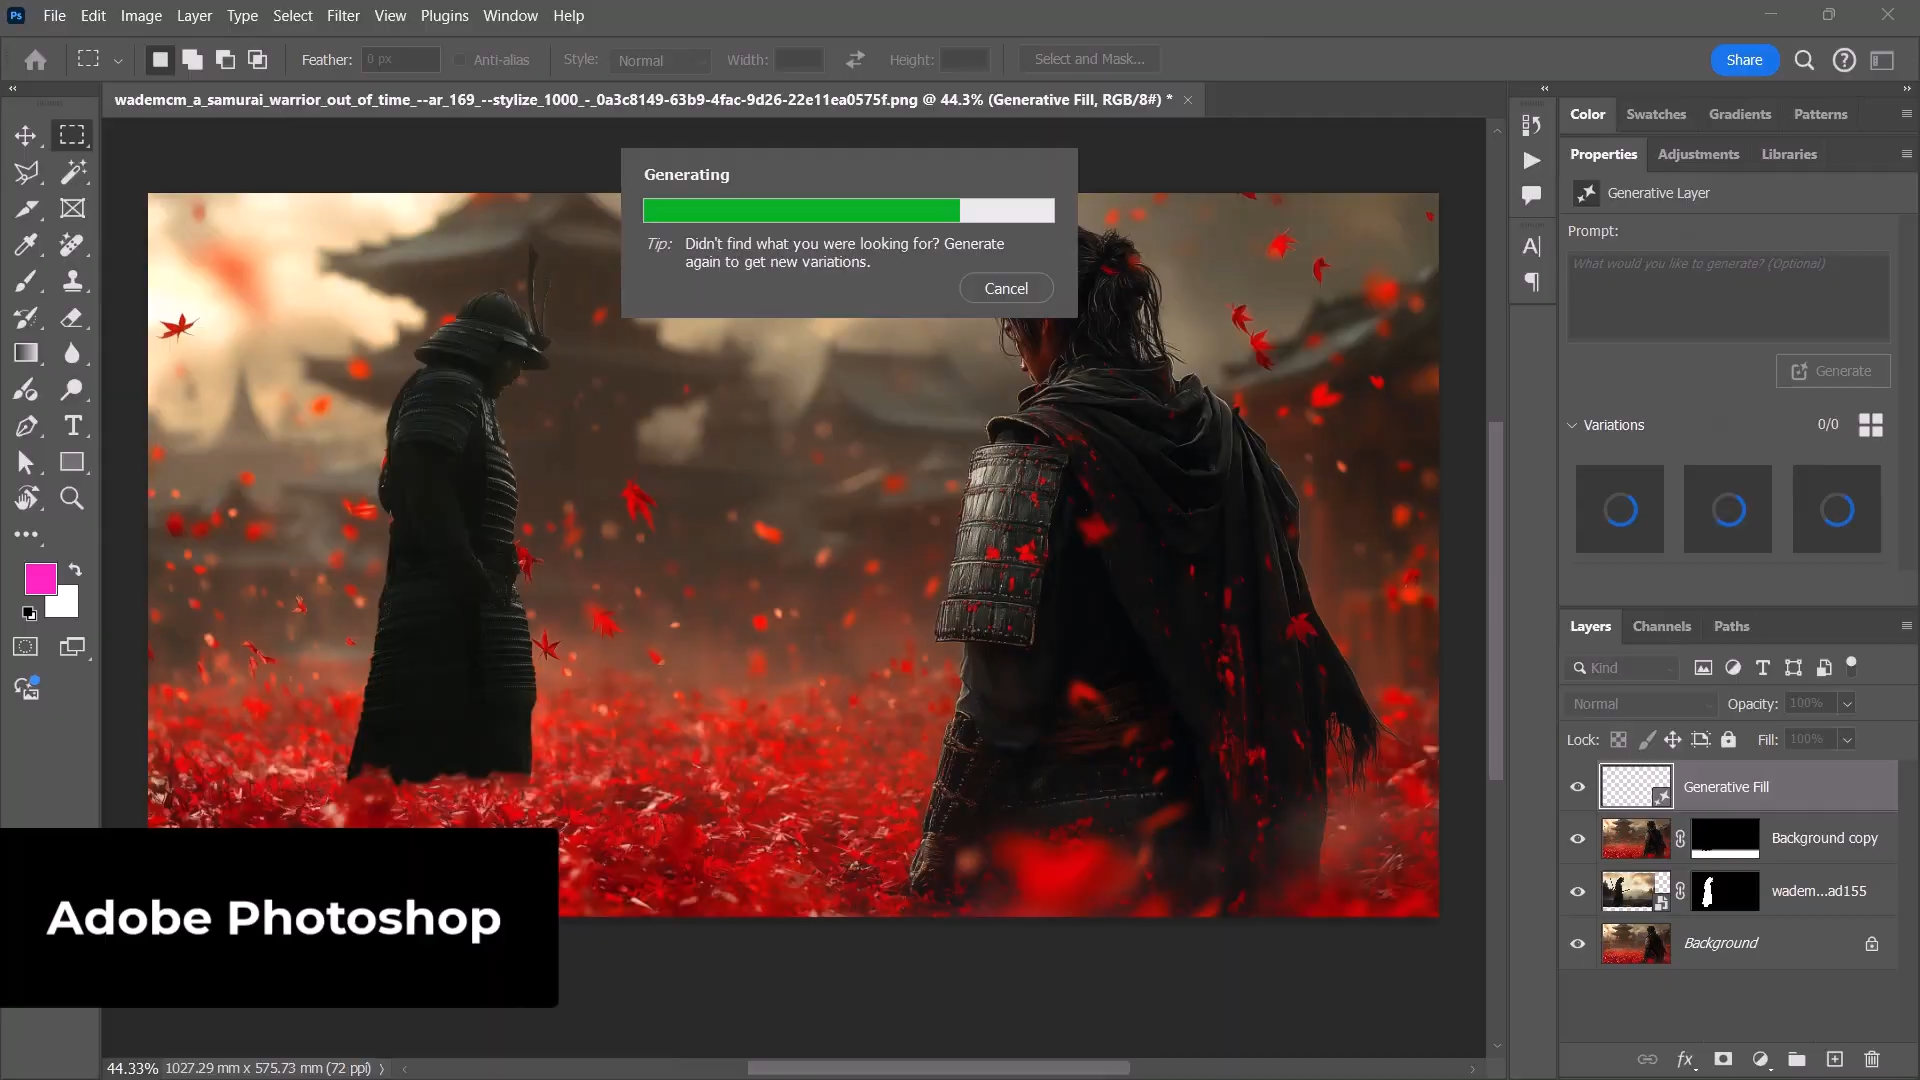 Ps File Edit Image Layer Type Select Filter View Plugins Window Help
Feather: 0 px Anti-alias Style: Normal Width: Height: Select and Mask... Share
wademcm_a_samurai_warrior_out_of_time_--ar_169_--stylize_1000_-_0a3c8149-63b9-4fac-9d26-22e11ea0575f.png @ 44.3% (Generative Fill, RGB/8#) *
Color Swatches Gradients Patterns
Properties Adjustments Libraries
Generative Layer
Prompt:
What would you like to generate? (Optional)
Generate
Variations 0/0
Generating
Tip: Didn't find what you were looking for? Generate
again to get new variations.
Cancel
Layers Channels Paths
Kind
Normal Opacity: 100%
Lock: Fill: 100%
Generative Fill
Background copy
wadem...ad155
Background
Adobe Photoshop
44.33% 1027.29 mm x 575.73 mm (72 ppi)